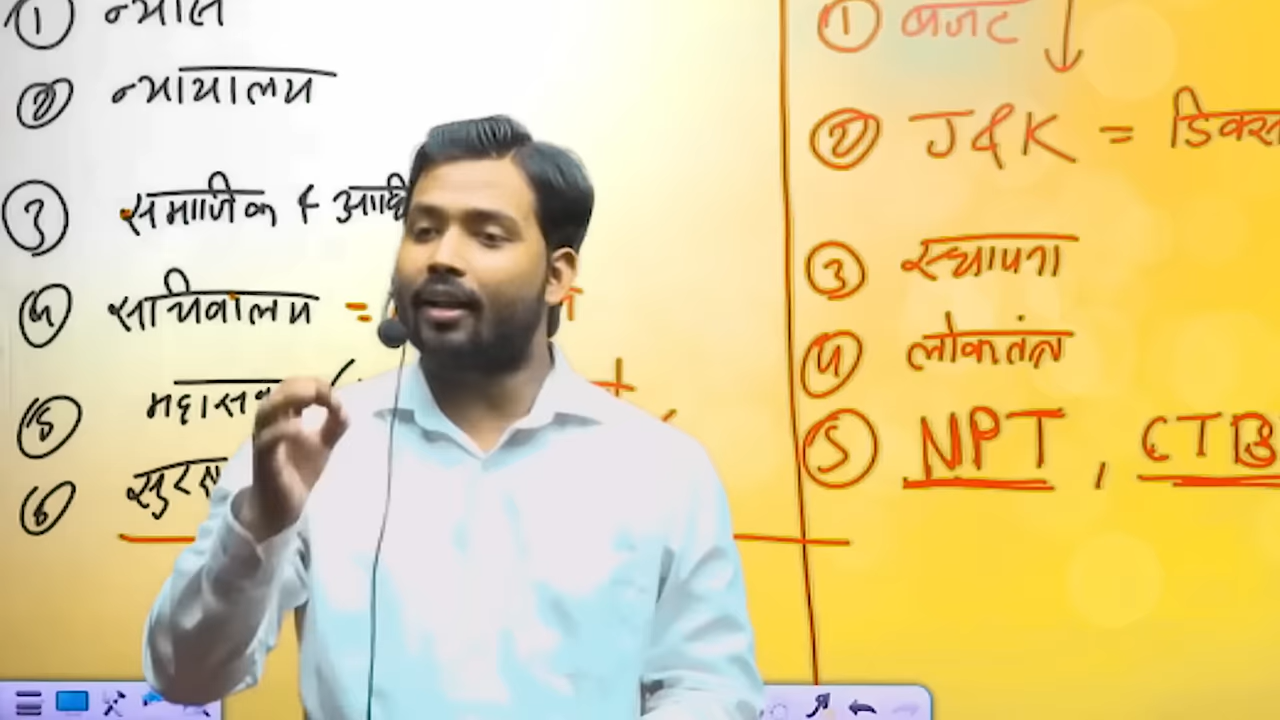 ① न्यास
② न्यायालय
③ समाजिक & आर्थि
④ सचिवालय =
⑤ महास
⑥ सुरक्षा
① बजट ↓
② J&K = डिक्स
③ स्थापना
④ लोकतंत्र
⑤ NPT , CTB